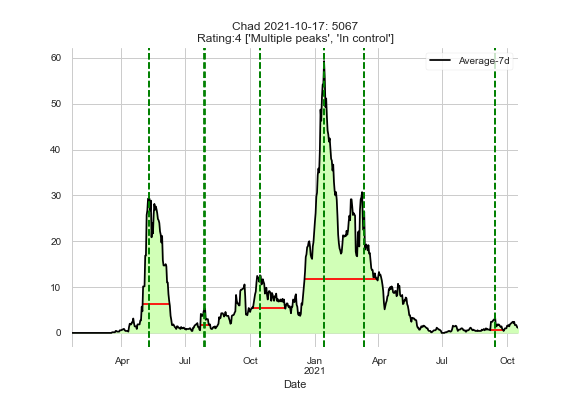 Chad 2021-10-17: 5067
Rating:4 ['Multiple peaks', 'In control']
Average-7d
60
50
40
30
20
10
0
Apr
Jul
Oct
Jan
2021
Apr
Jul
Oct
Date